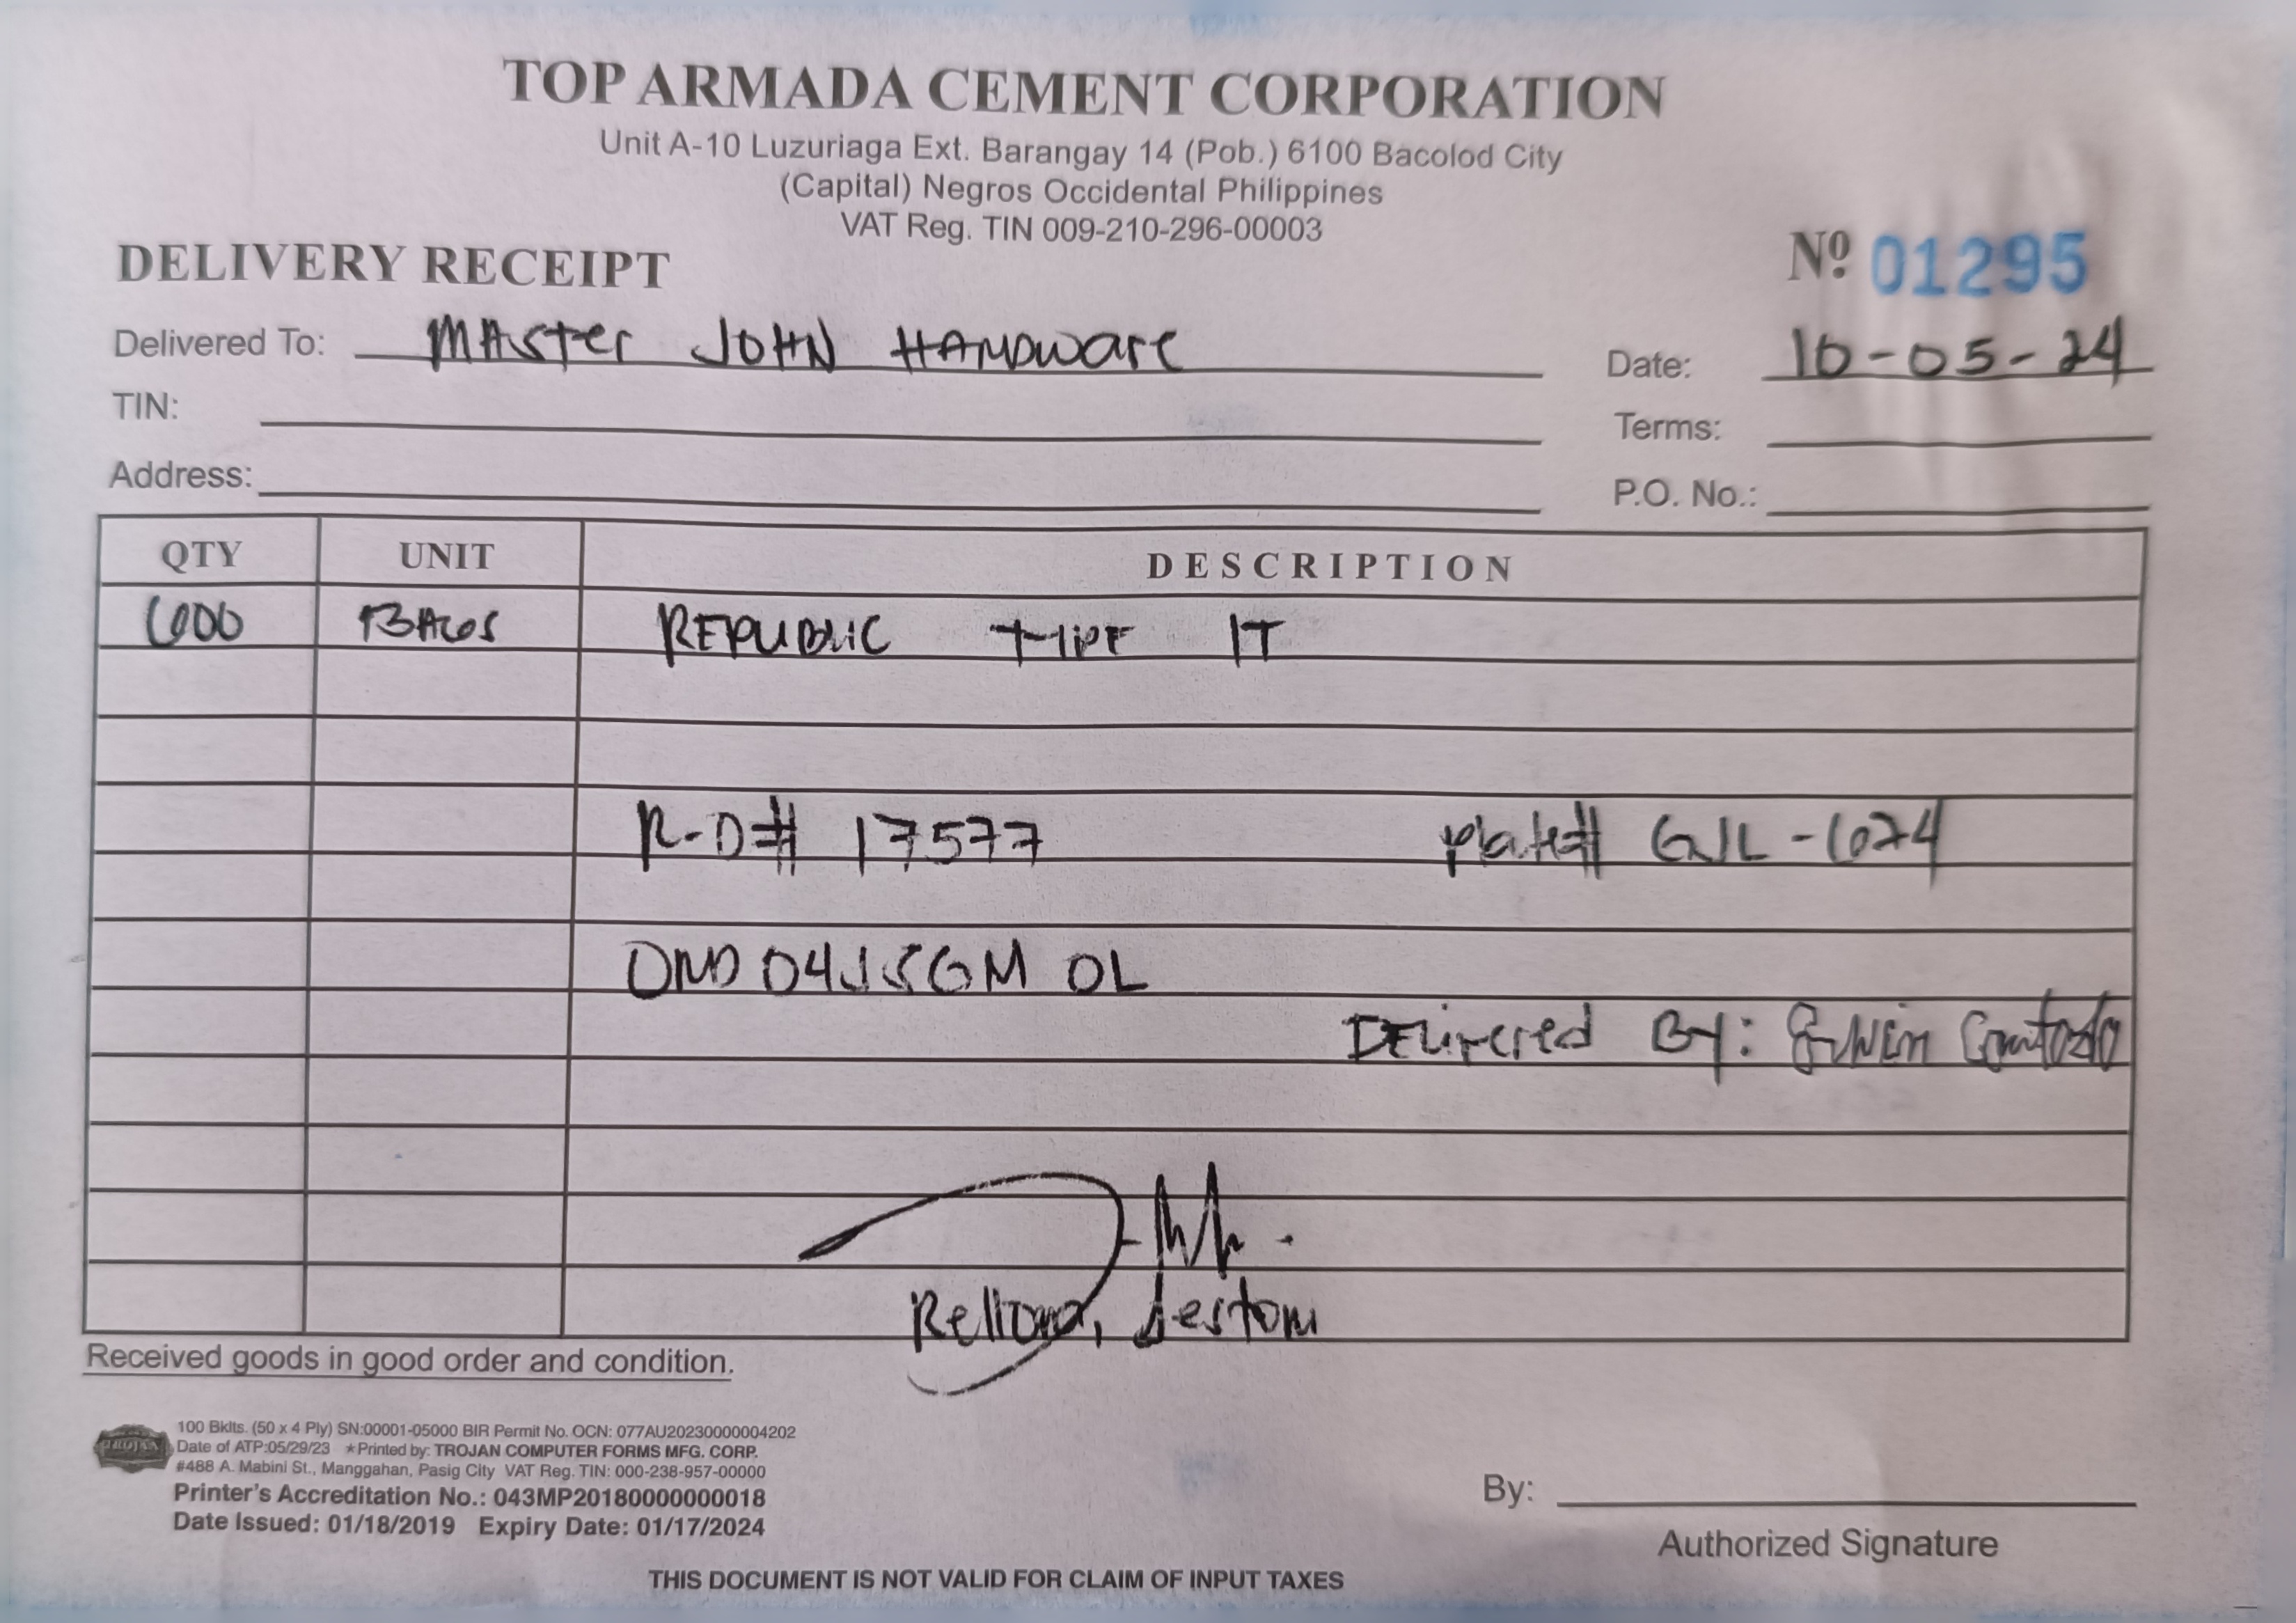 TOP ARMADA CEMENT CORPORATION
Unit A-10 Luzuriaga Ext. Barangay 14 (Pob.) 6100 Bacolod City
(Capital) Negros Occidental Philippines
VAT Reg. TIN 009-210-296-00003
DELIVERY RECEIPT
Nº 01295
Delivered To: MASter JOHN HARDWArE
Date: 10-05-24
TIN:
Terms:
Address:
P.O. No.:
QTY UNIT DESCRIPTION
600 BAGS REPUBLIC TYPE IT
R-D# 17577 plate# GJL-1074
Delivered By:
Received goods in good order and condition.
TROJAN
100 Bklts. (50 x 4 Ply) SN:00001-05000 BIR Permit No. OCN: 077AU20230000004202
Date of ATP:05/29/23 ★Printed by: TROJAN COMPUTER FORMS MFG. CORP.
#488 A. Mabini St., Manggahan, Pasig City VAT Reg. TIN: 000-238-957-00000
Printer's Accreditation No.: 043MP20180000000018
Date Issued: 01/18/2019 Expiry Date: 01/17/2024
By:
Authorized Signature
THIS DOCUMENT IS NOT VALID FOR CLAIM OF INPUT TAXES